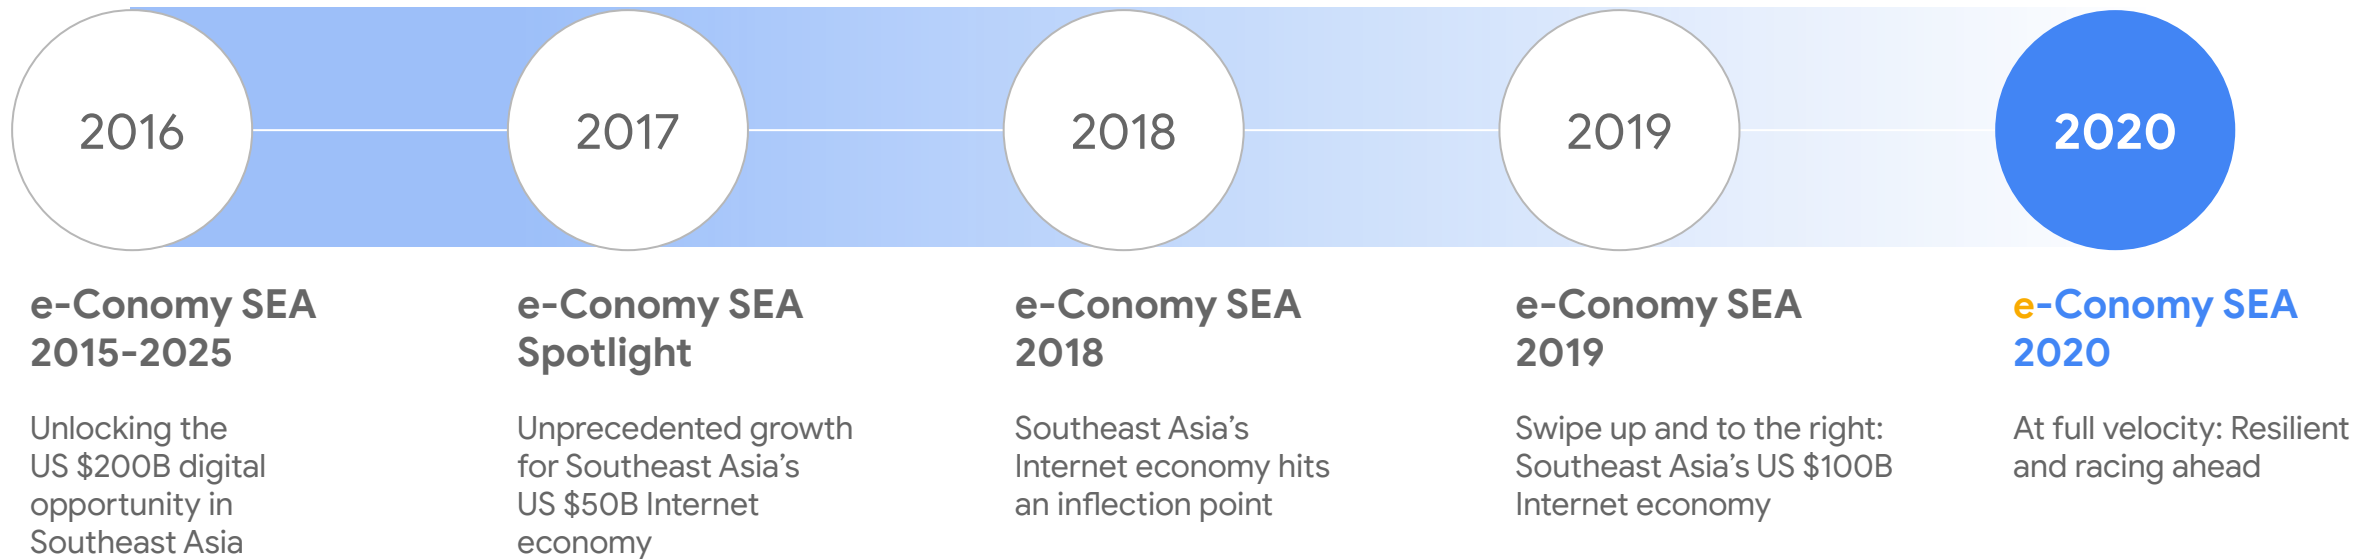 2016
2017
2018
2019
2020
e-Conomy SEA
2015-2025
Unlocking the
US $200B digital
opportunity in
Southeast Asia
e-Conomy SEA
Spotlight
Unprecedented growth
for Southeast Asia’s
US $50B Internet
economy
e-Conomy SEA
2018
Southeast Asia’s
Internet economy hits
an inflection point
e-Conomy SEA
2019
Swipe up and to the right:
Southeast Asia’s US $100B
Internet economy
e-Conomy SEA
2020
At full velocity: Resilient
and racing ahead